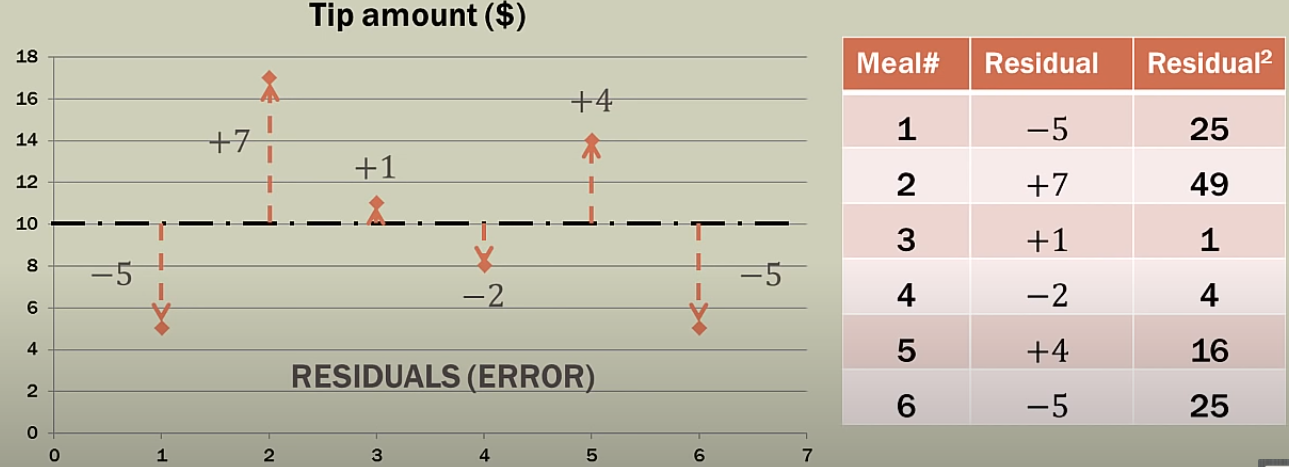 Tip amount ($)
18
16
14
12
10
8
6
4
2
0
+7
+1
+4
−5
−2
−5
RESIDUALS (ERROR)
0 1 2 3 4 5 6 7
Meal# Residual Residual²
1 −5 25
2 +7 49
3 +1 1
4 −2 4
5 +4 16
6 −5 25